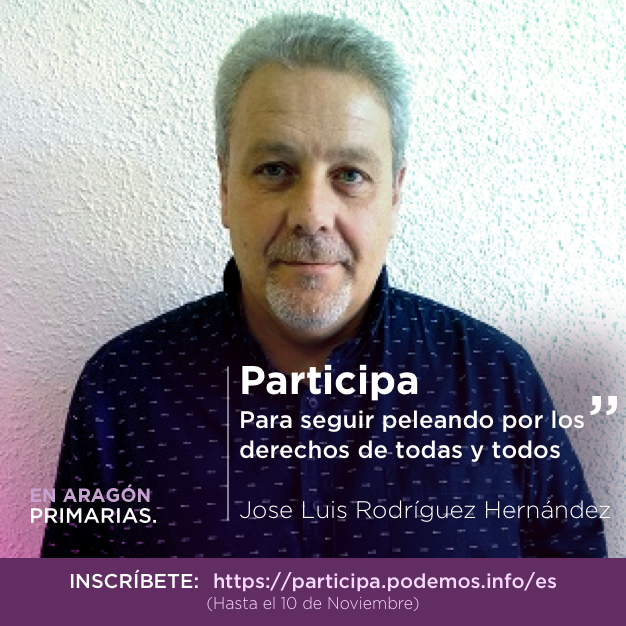 Participa
Para seguir peleando por los ”
derechos de todas y todos
Jose Luis Rodríguez Hernández
EN ARAGÓN
PRIMARIAS.
INSCRÍBETE: https://participa.podemos.info/es
(Hasta el 10 de Noviembre)